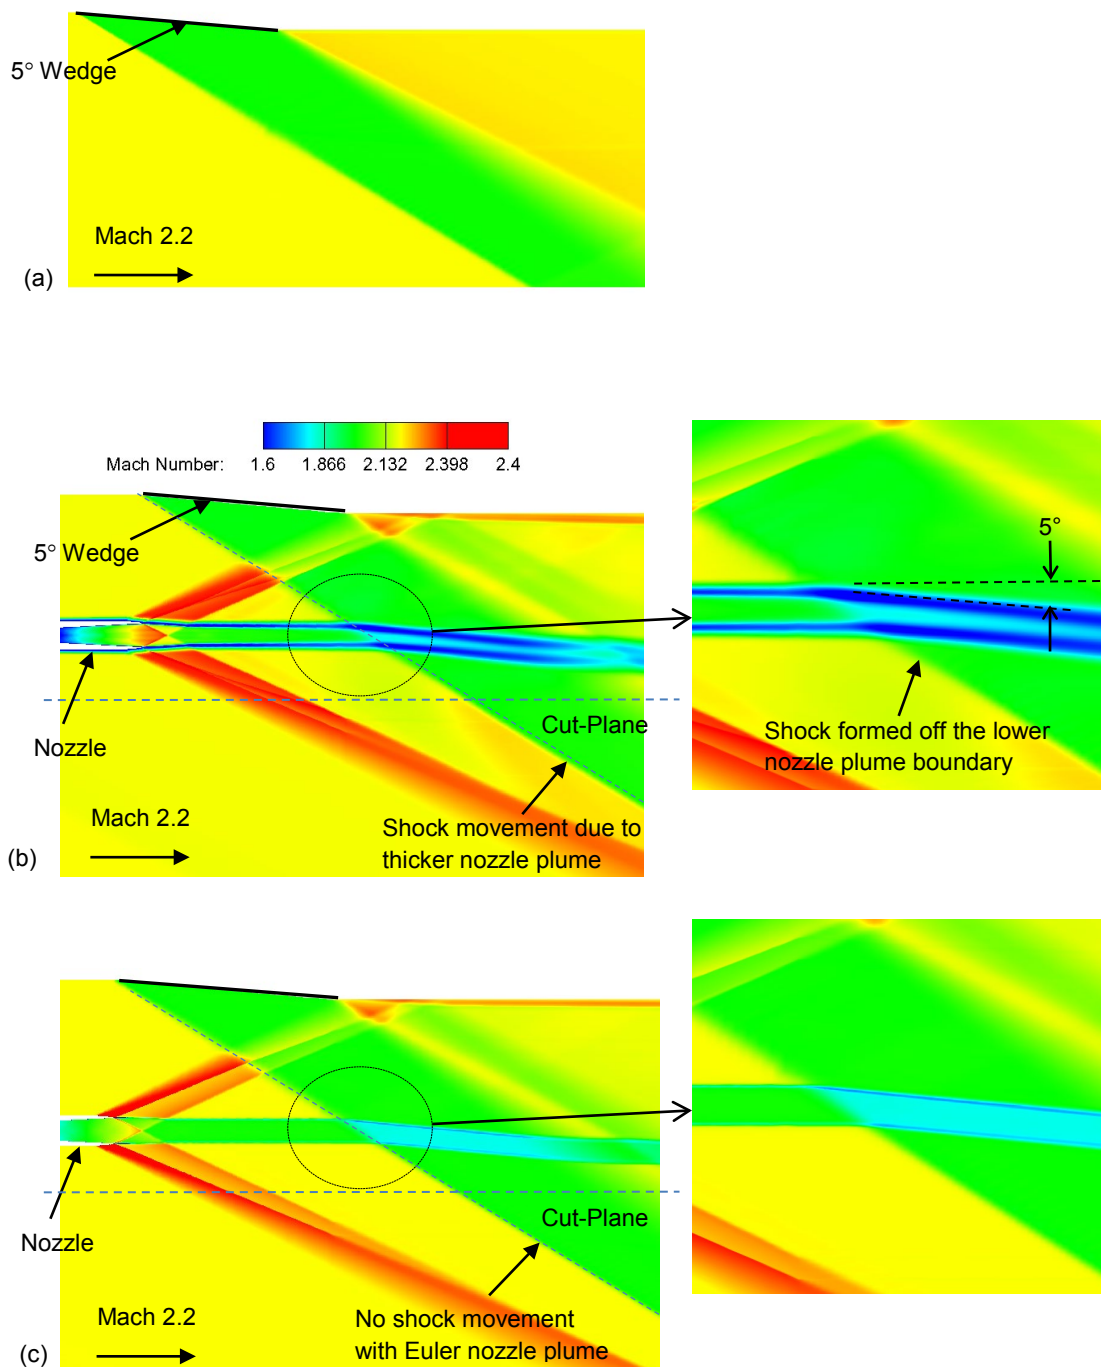 5° Wedge
Mach 2.2
(a)
Mach Number: 1.6 1.866 2.132 2.398 2.4
5° Wedge
5°
Cut-Plane
Nozzle
Shock formed off the lower
nozzle plume boundary
Mach 2.2
Shock movement due to
thicker nozzle plume
(b)
Cut-Plane
Nozzle
Mach 2.2
No shock movement
with Euler nozzle plume
(c)